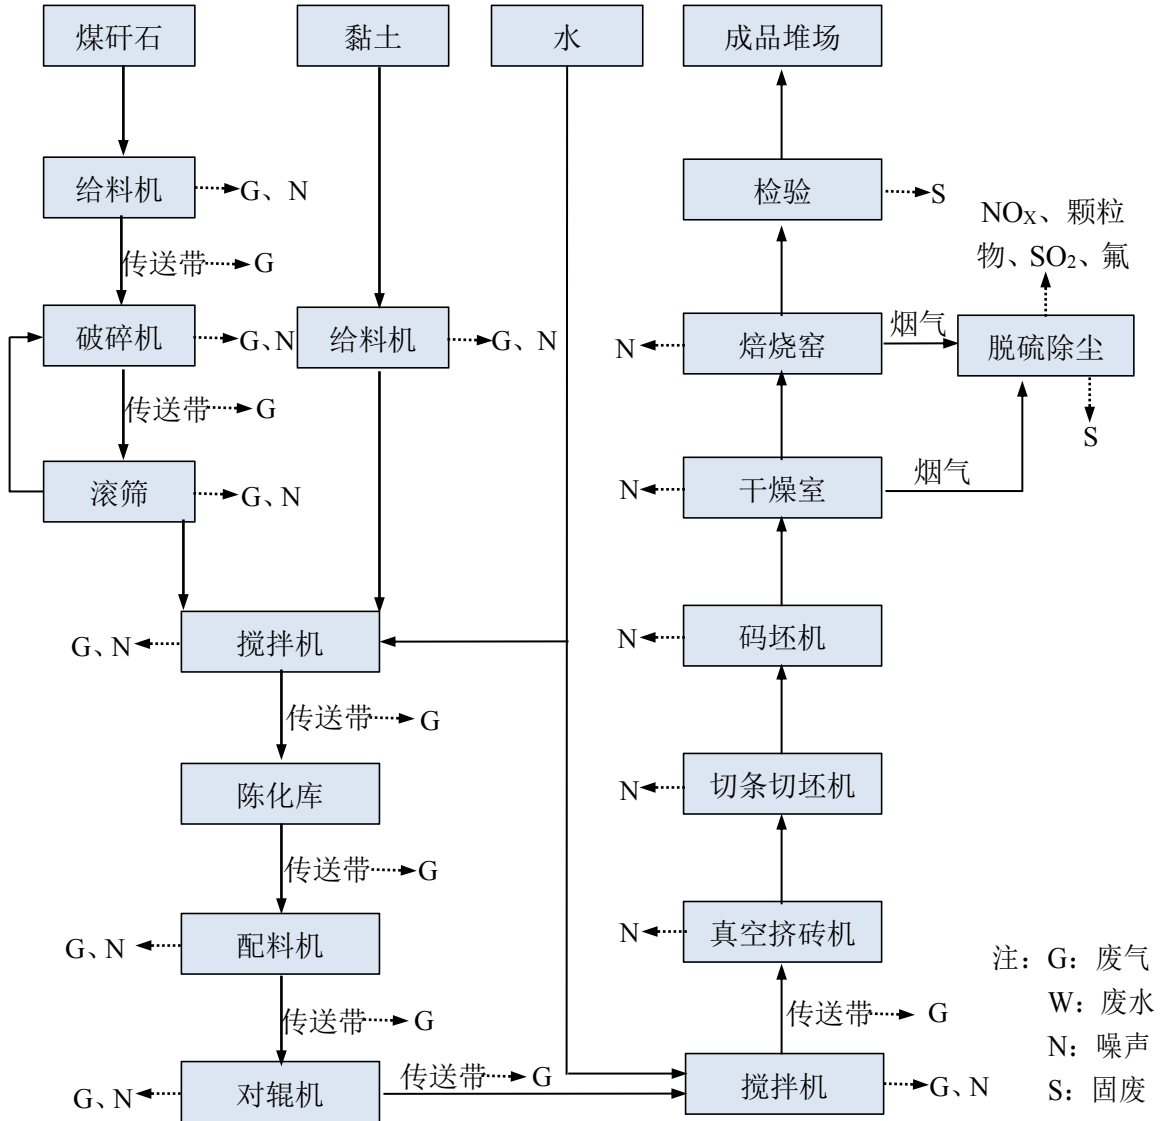 煤矸石
黏土
水
成品堆场
给料机
G、N
检验
S
NOX、颗粒
物、SO2、氟
传送带
G
破碎机
G、N
给料机
G、N
N
焙烧窑
烟气
脱硫除尘
传送带
G
S
滚筛
G、N
N
干燥室
烟气
G、N
搅拌机
N
码坯机
传送带
G
陈化库
N
切条切坯机
传送带
G
G、N
配料机
N
真空挤砖机
注：G：废气
W：废水
N：噪声
S：固废
传送带
G
传送带
G
G、N
对辊机
传送带
G
搅拌机
G、N